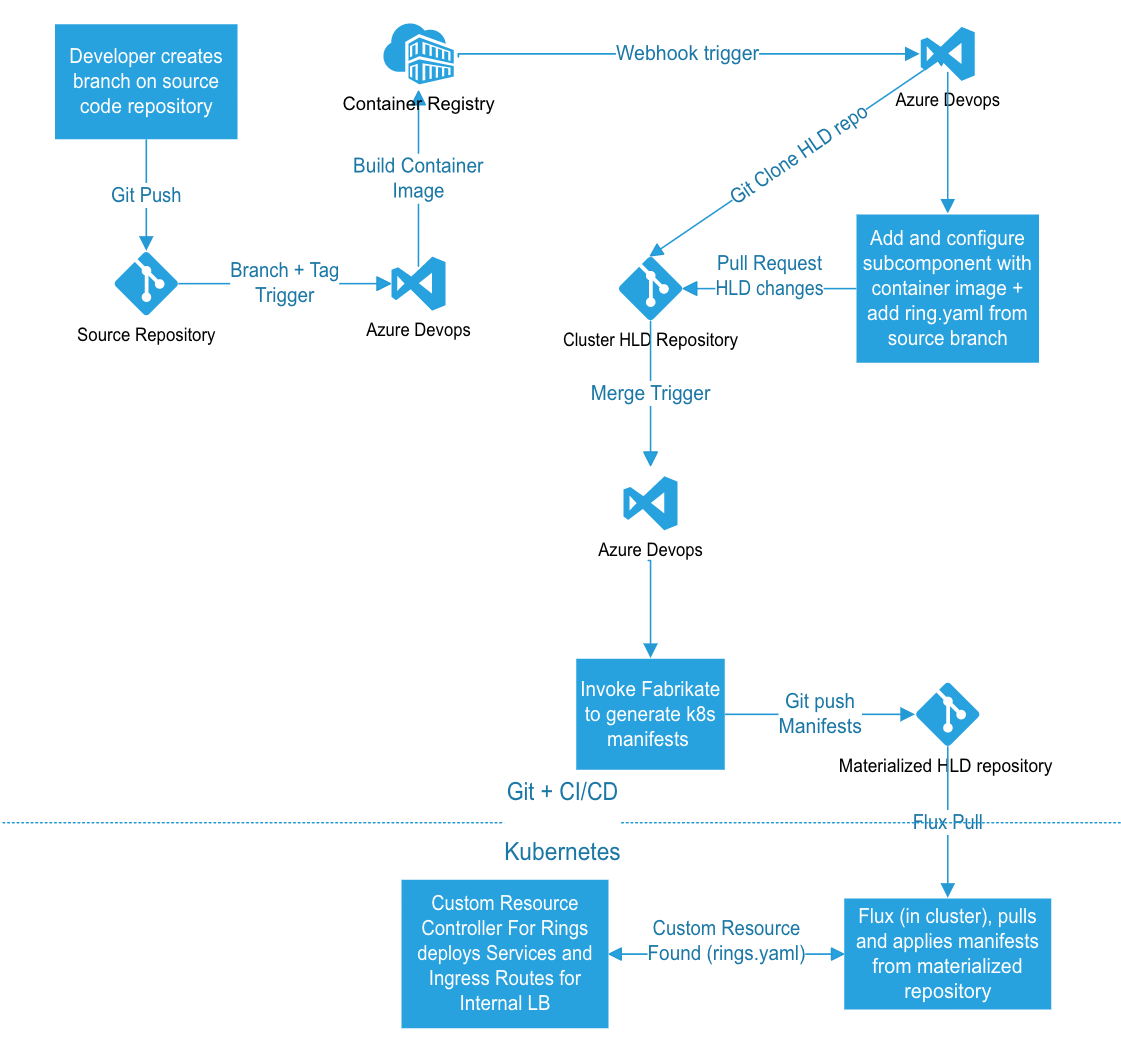 Developer creates
branch on source
code repository
Container Registry
Webhook trigger
Azure Devops
Git Push
Build Container
Image
Git Clone HLD repo
Source Repository
Branch + Tag
Trigger
Azure Devops
Cluster HLD Repository
Pull Request
HLD changes
Add and configure
subcomponent with
container image +
add ring.yaml from
source branch
Merge Trigger
Azure Devops
Invoke Fabrikate
to generate k8s
manifests
Git push
Manifests
Materialized HLD repository
Git + CI/CD
Flux Pull
Kubernetes
Custom Resource
Controller For Rings
deploys Services and
Ingress Routes for
Internal LB
Custom Resource
Found (rings.yaml)
Flux (in cluster), pulls
and applies manifests
from materialized
repository